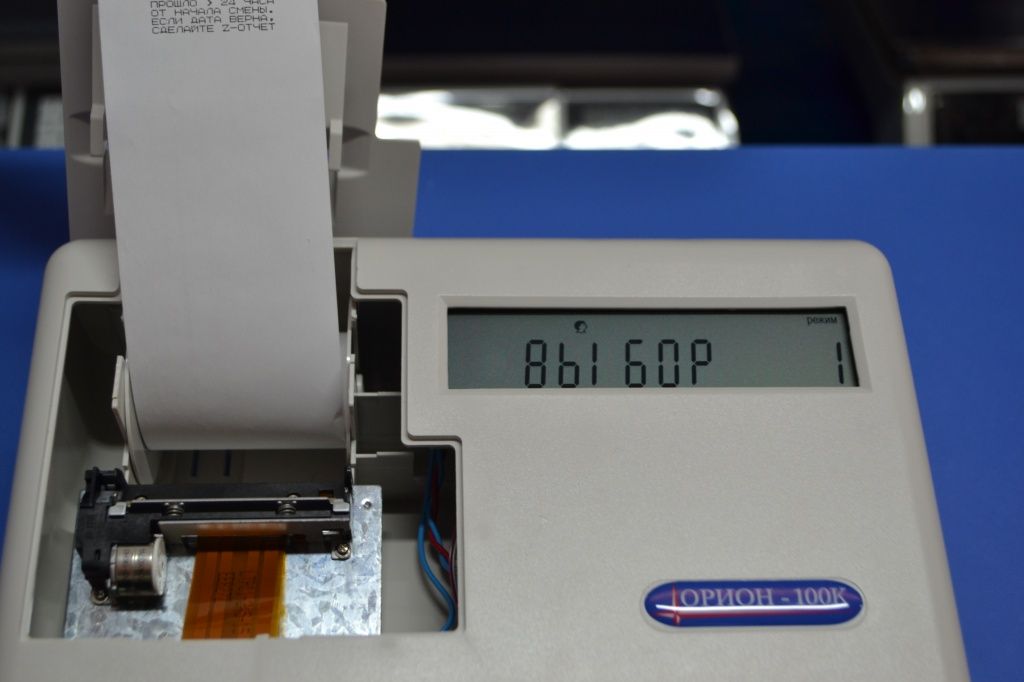 ПРОШЛО > 24 ЧАСА
ОТ НАЧАЛА СМЕНЫ.
ЕСЛИ ДАТА ВЕРНА,
СДЕЛАЙТЕ Z-ОТЧЕТ
режим
ВЫБОР 1
ОРИОН - 100К